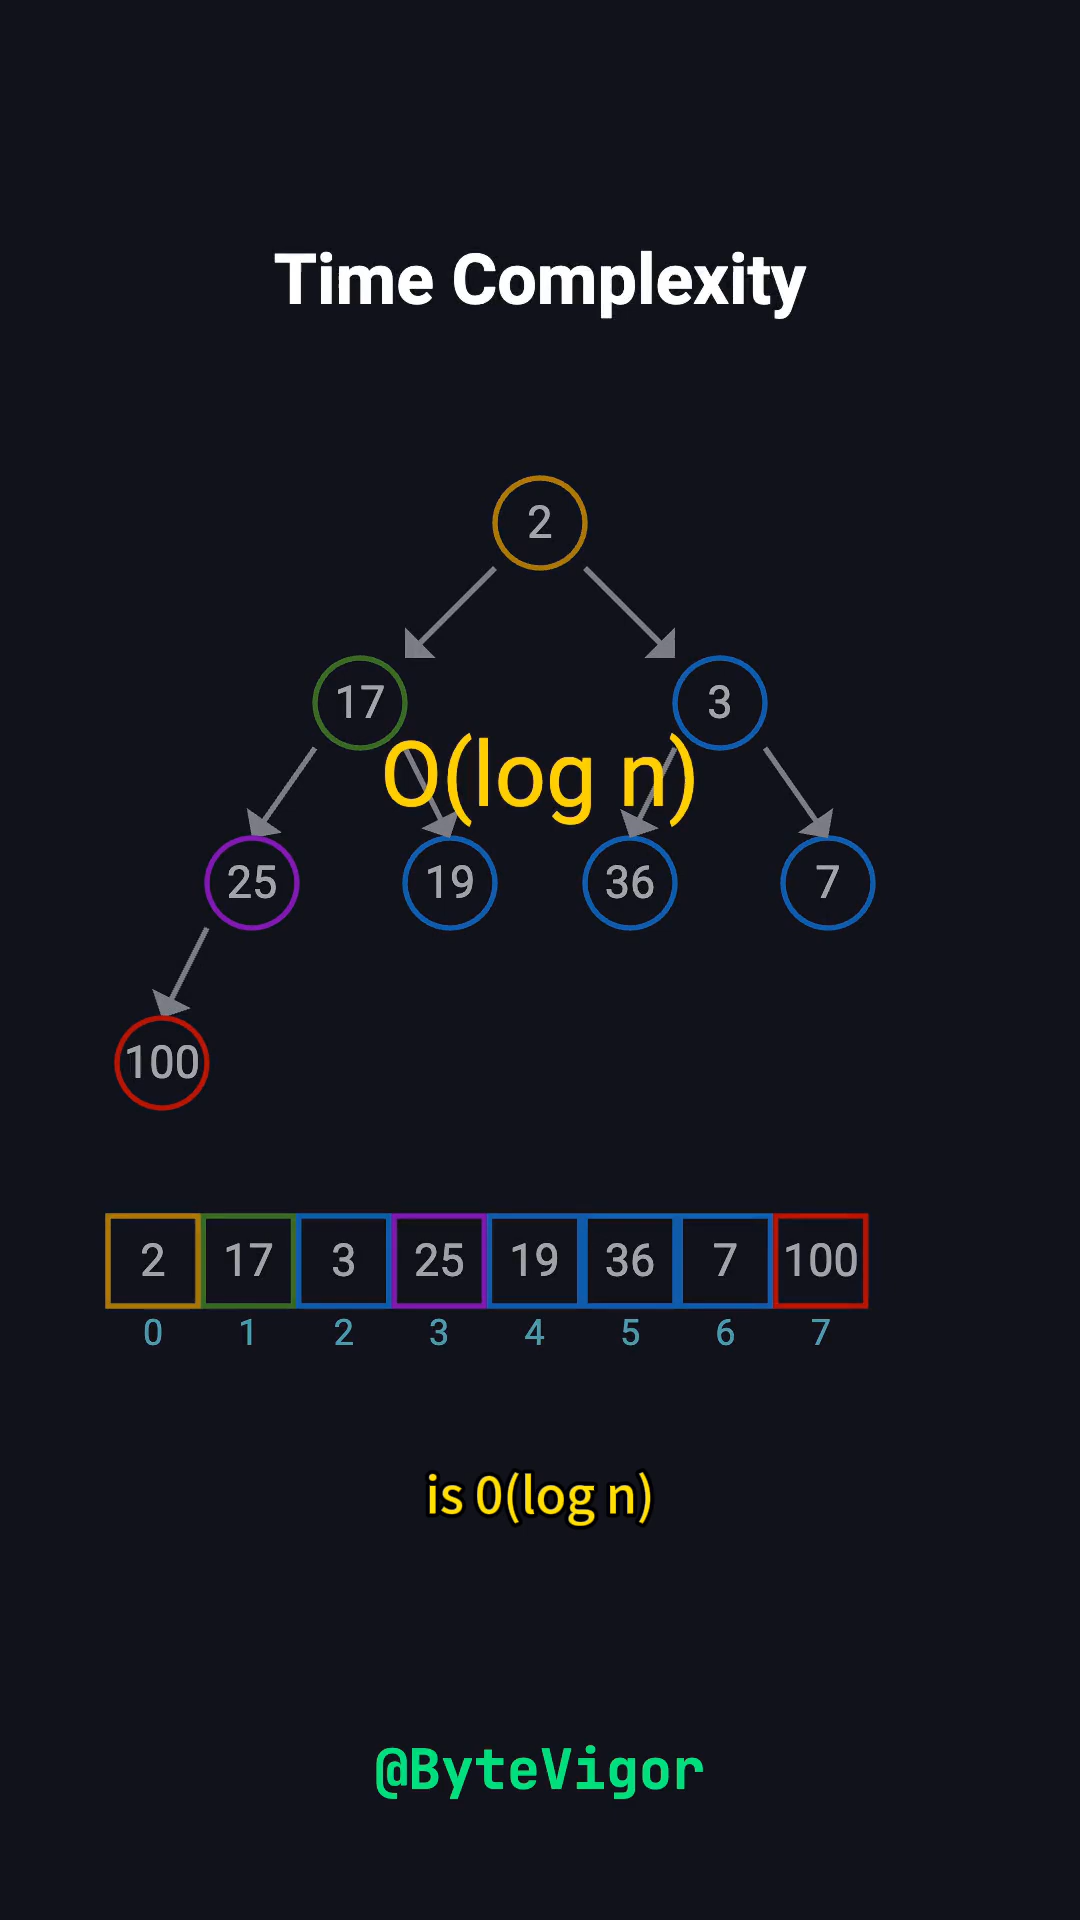 Time Complexity
2
17 3
O(log n)
25 19 36 7
100
2 17 3 25 19 36 7 100
0 1 2 3 4 5 6 7
is 0(log n)
@ByteVigor